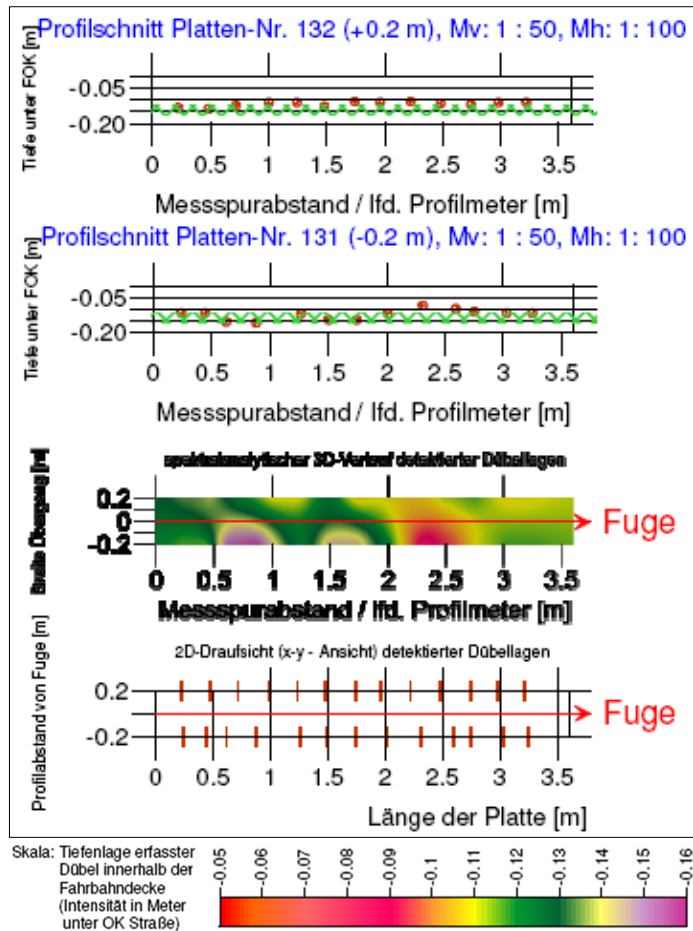 Profilschnitt Platten-Nr. 132 (+0.2 m), Mv: 1 : 50, Mh: 1: 100
Tiefe unter FOK [m]
-0.05
-0.20
0 0.5 1 1.5 2 2.5 3 3.5
Messspurabstand / lfd. Profilmeter [m]
Profilschnitt Platten-Nr. 131 (-0.2 m), Mv: 1 : 50, Mh: 1: 100
Tiefe unter FOK [m]
-0.05
-0.20
0 0.5 1 1.5 2 2.5 3 3.5
Messspurabstand / lfd. Profilmeter [m]
3D-Verlauf detektierter Dübellagen
Breite Übergang [m]
0.2
0
-0.2
Fuge
0 0.5 1 1.5 2 2.5 3 3.5
Messspurabstand / lfd. Profilmeter [m]
2D-Draufsicht (x-y - Ansicht) detektierter Dübellagen
Profilabstand von Fuge [m]
0.2
-0.2
Fuge
0 0.5 1 1.5 2 2.5 3 3.5
Länge der Platte [m]
Skala: Tiefenlage erfasster
Dübel innerhalb der
Fahrbahndecke
(Intensität in Meter
unter OK Straße)
-0.05 -0.06 -0.07 -0.08 -0.09 -0.1 -0.11 -0.12 -0.13 -0.14 -0.15 -0.16